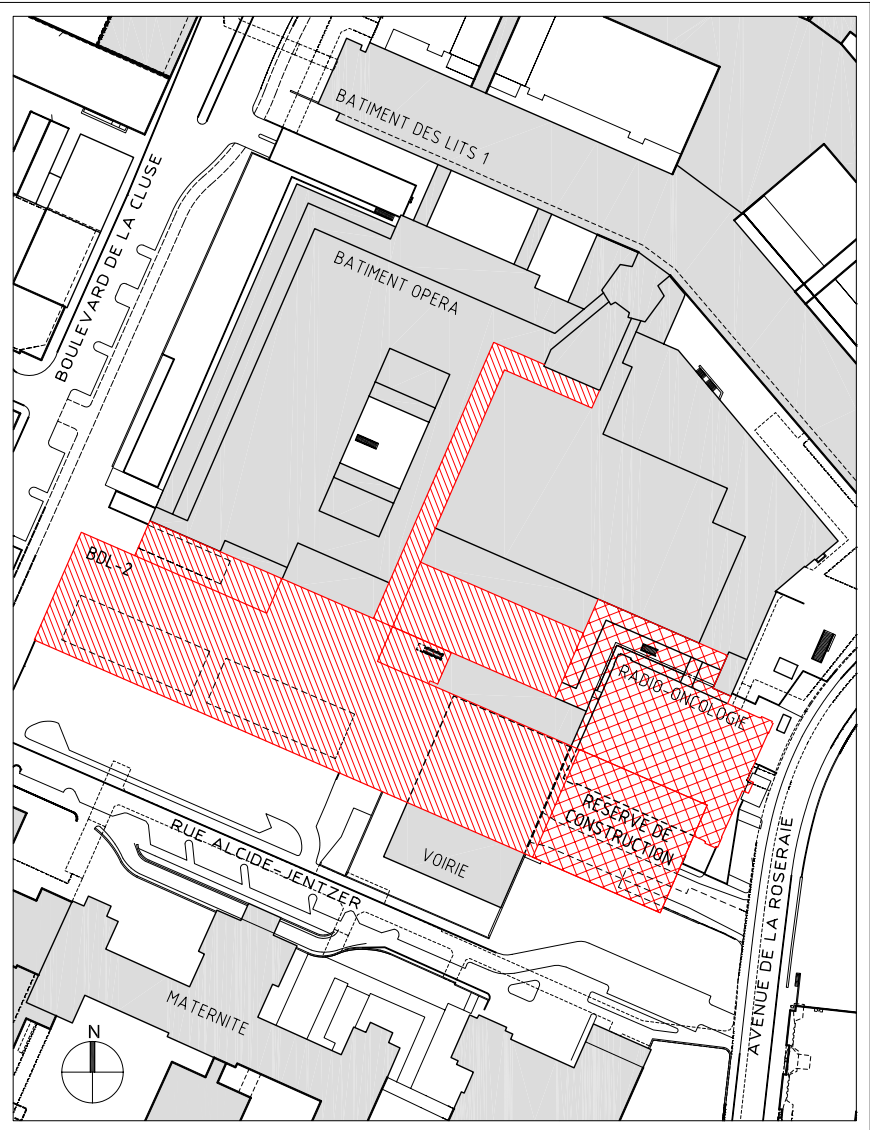 BATIMENT DES LITS 1
BOULEVARD DE LA CLUSE
BATIMENT OPERA
BDL-2
RADIO-ONCOLOGIE
RESERVE DE
CONSTRUCTION
RUE ALCIDE-JENTZER
VOIRIE
AVENUE DE LA ROSERAIE
MATERNITE
N